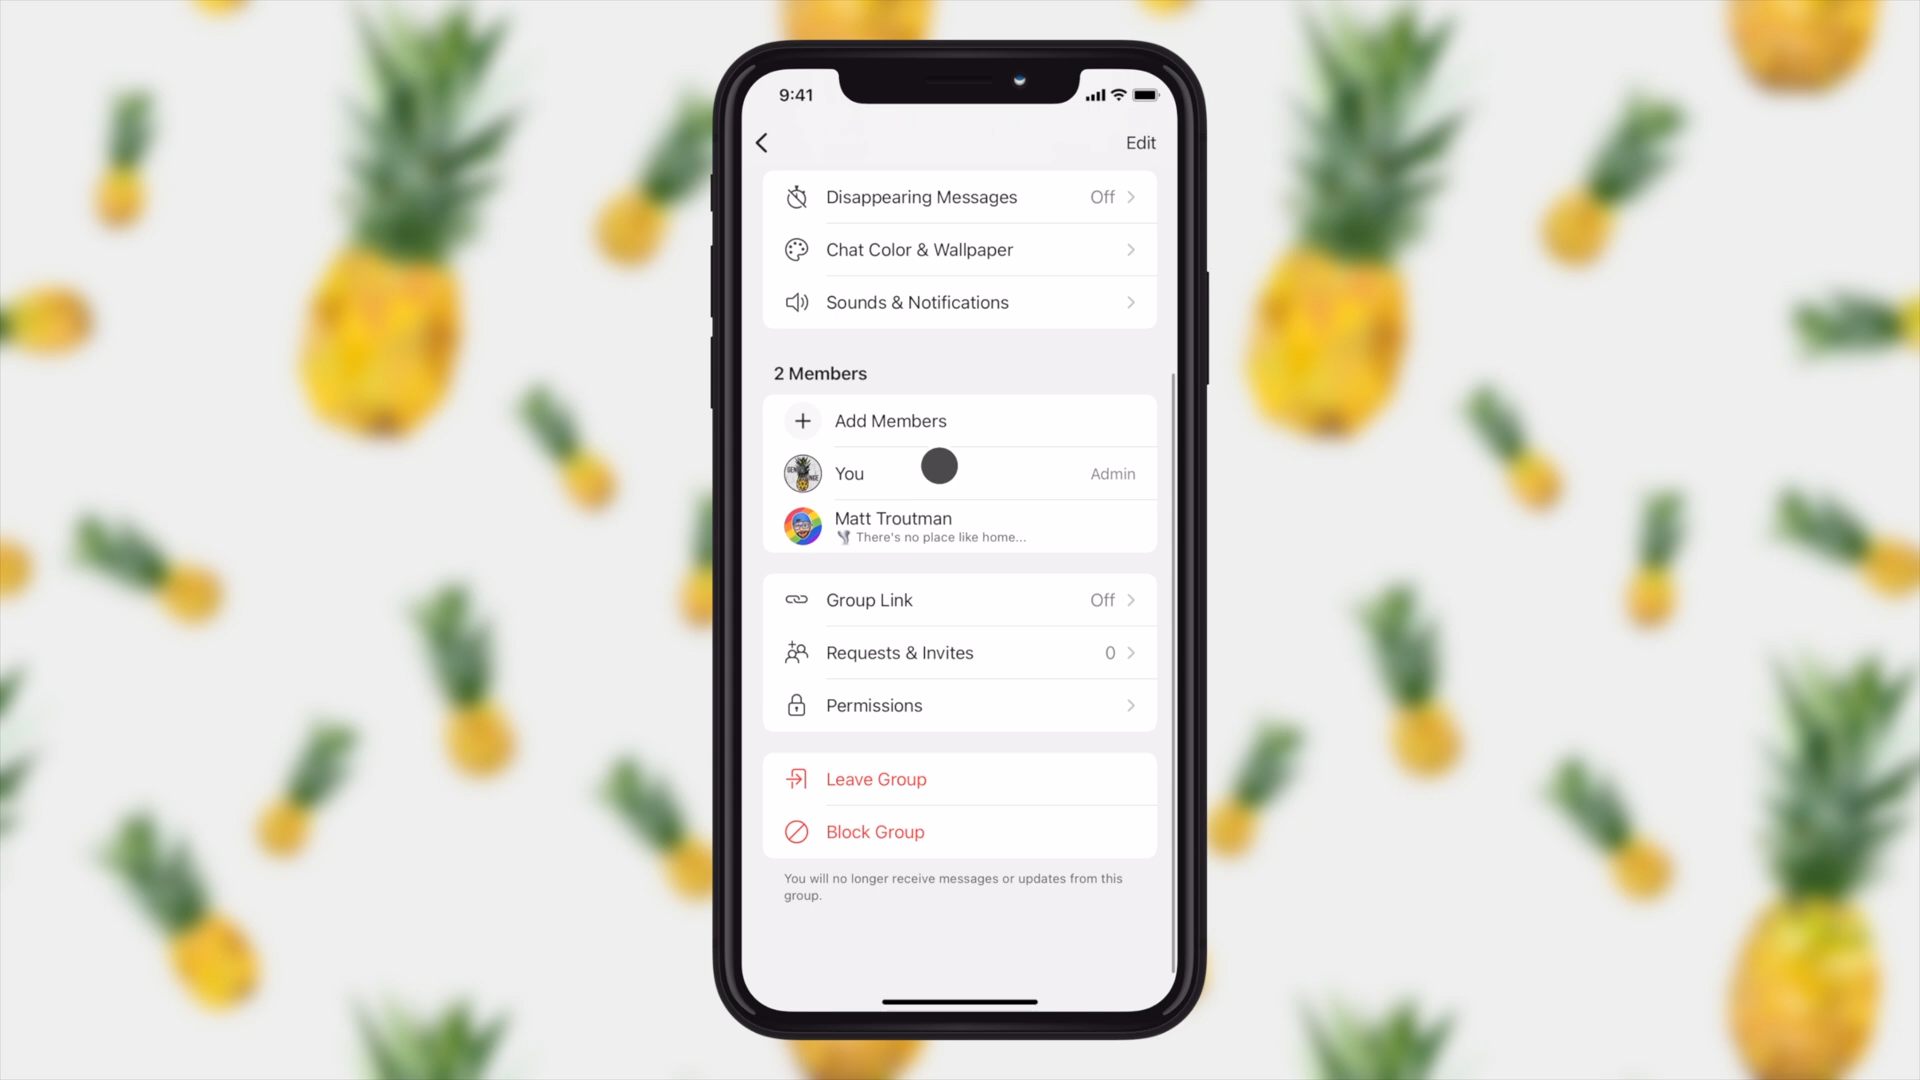 9:41
Edit
Disappearing Messages Off
Chat Color & Wallpaper
Sounds & Notifications
2 Members
Add Members
You Admin
Matt Troutman
There's no place like home...
Group Link Off
Requests & Invites 0
Permissions
Leave Group
Block Group
You will no longer receive messages or updates from this
group.